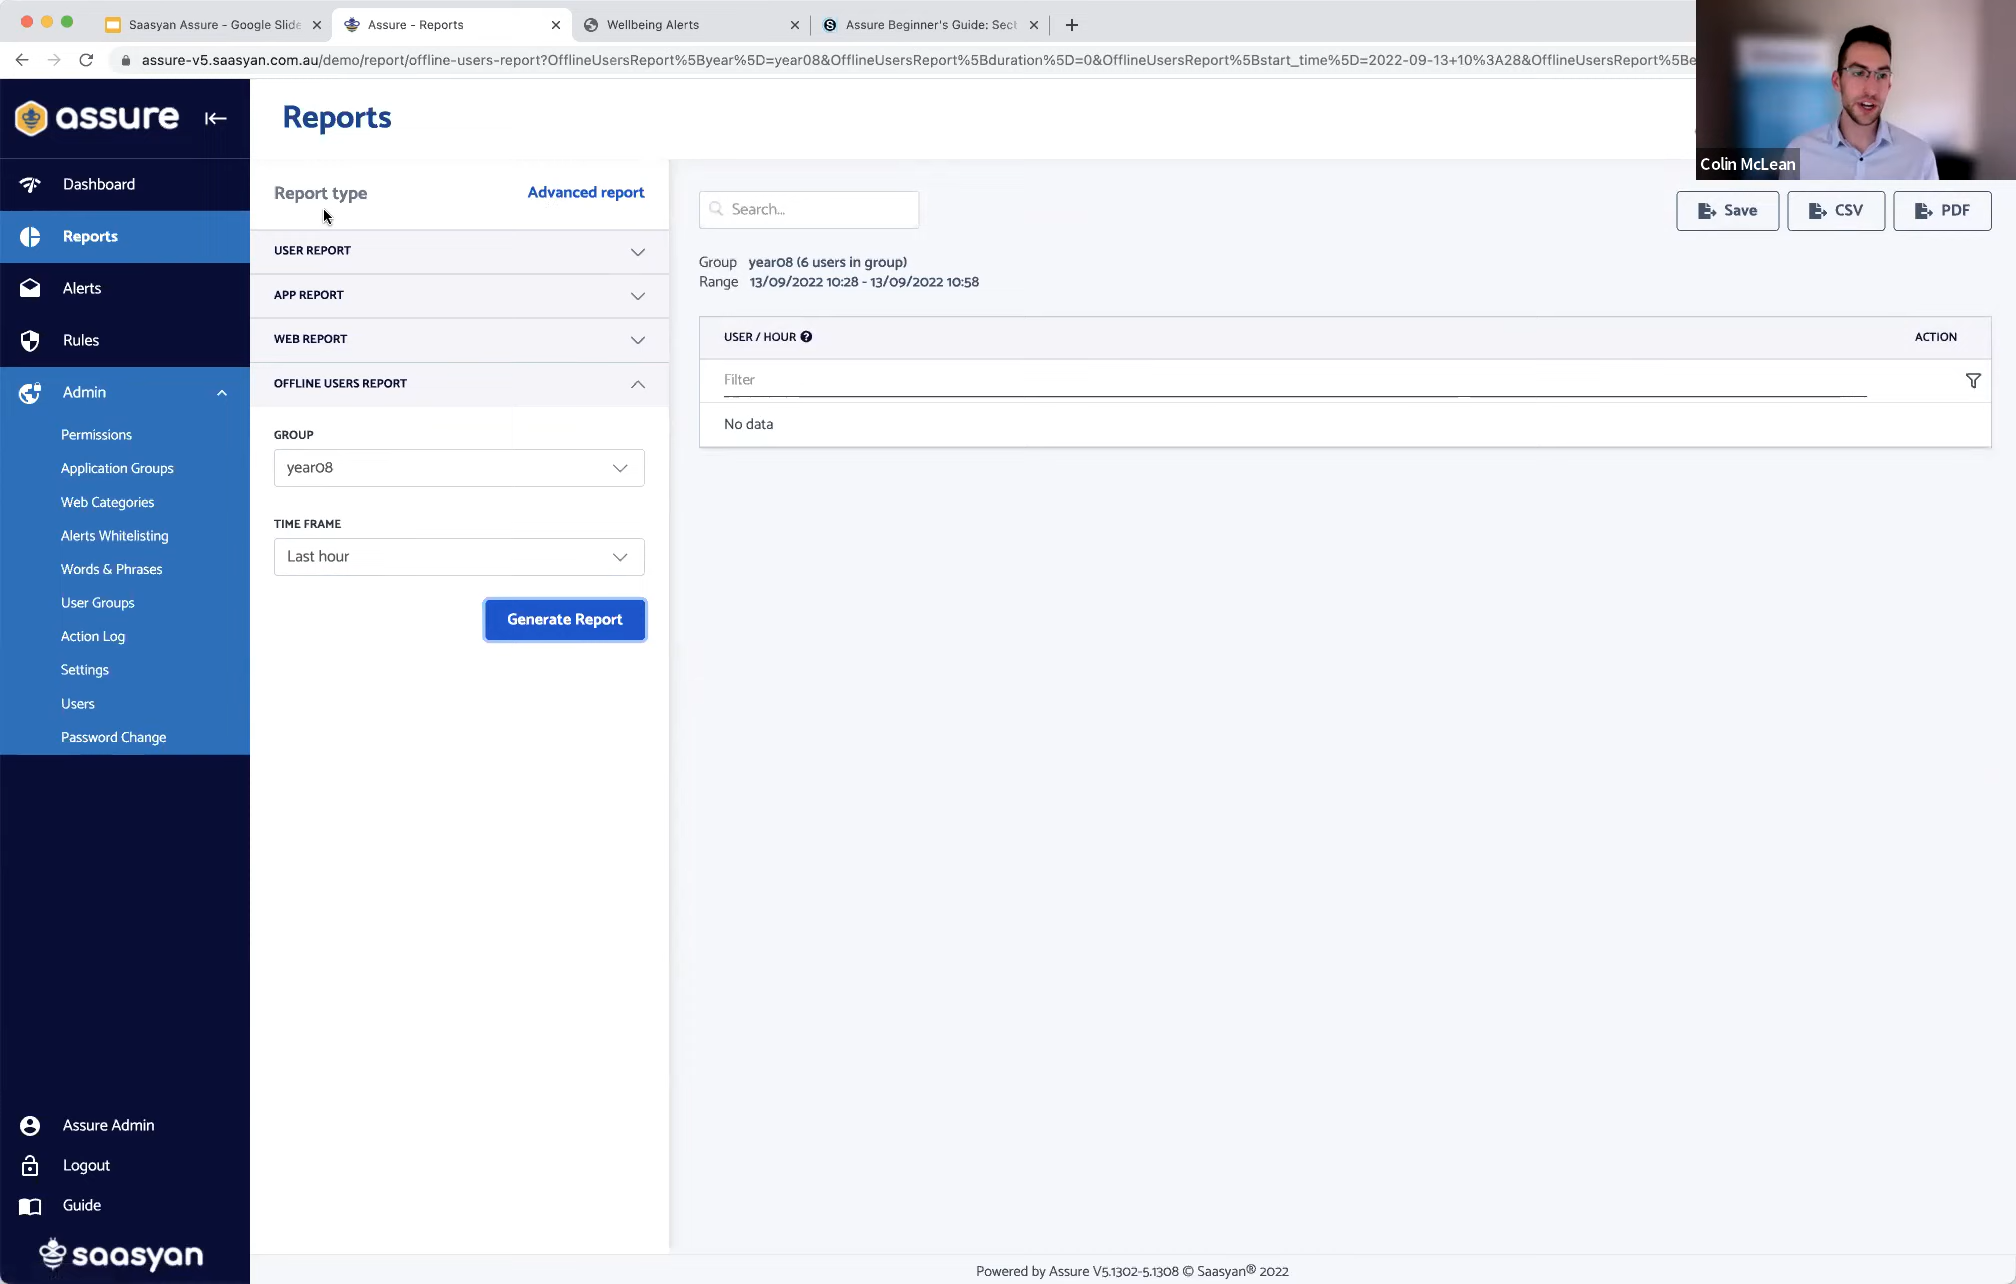 Saasyan Assure - Google Slide
Assure - Reports
Wellbeing Alerts
Assure Beginner's Guide: Sect
assure-v5.saasyan.com.au/demo/report/offline-users-report?OfflineUsersReport%5Byear%5D=year08&OfflineUsersReport%5Bduration%5D=0&OfflineUsersReport%5Bstart_time%5D=2022-09-13+10%3A28&OfflineUsersReport%5Be
Colin McLean
assure
Dashboard
Reports
Alerts
Rules
Admin
Permissions
Application Groups
Web Categories
Alerts Whitelisting
Words & Phrases
User Groups
Action Log
Settings
Users
Password Change
Assure Admin
Logout
Guide
saasyan
Reports
Report type
Advanced report
USER REPORT
APP REPORT
WEB REPORT
OFFLINE USERS REPORT
GROUP
year08
TIME FRAME
Last hour
Generate Report
Search...
Save
CSV
PDF
Group year08 (6 users in group)
Range 13/09/2022 10:28 - 13/09/2022 10:58
USER / HOUR ?
ACTION
Filter
No data
Powered by Assure V5.1302-5.1308 © Saasyan® 2022